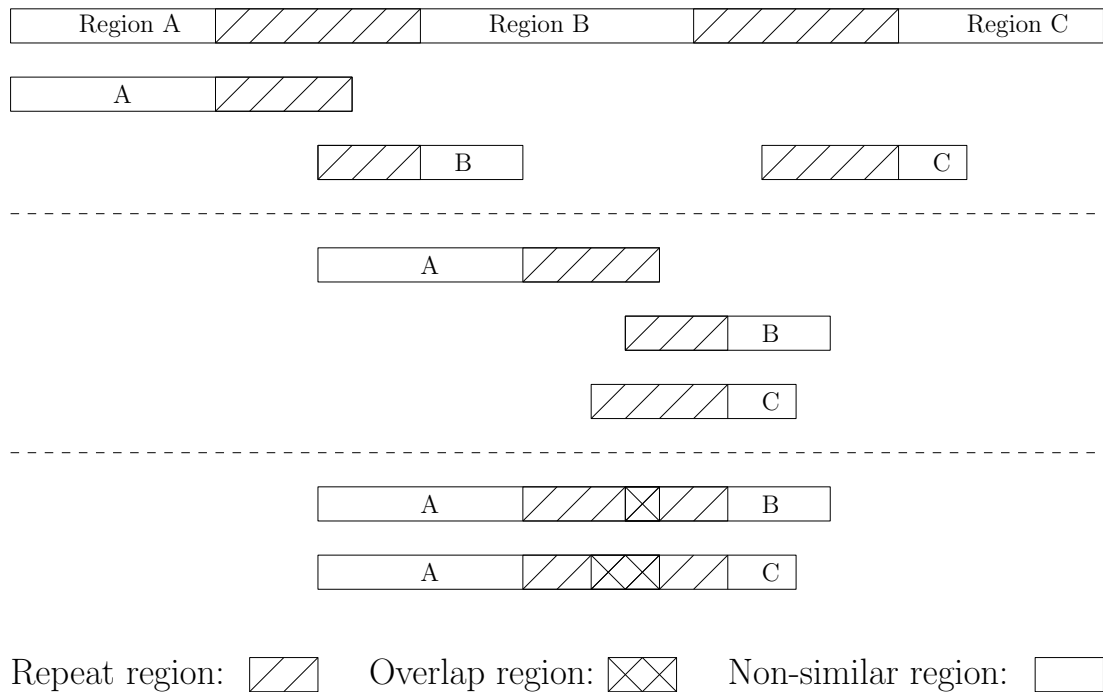 Region A Region B Region C
A
B C
A
B
C
A B
A C
Repeat region: Overlap region: Non-similar region: